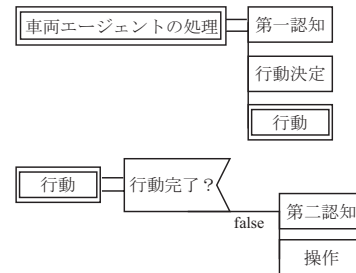 車両エージェントの処理
第一認知
行動決定
行動
行動
行動完了？
false
第二認知
操作